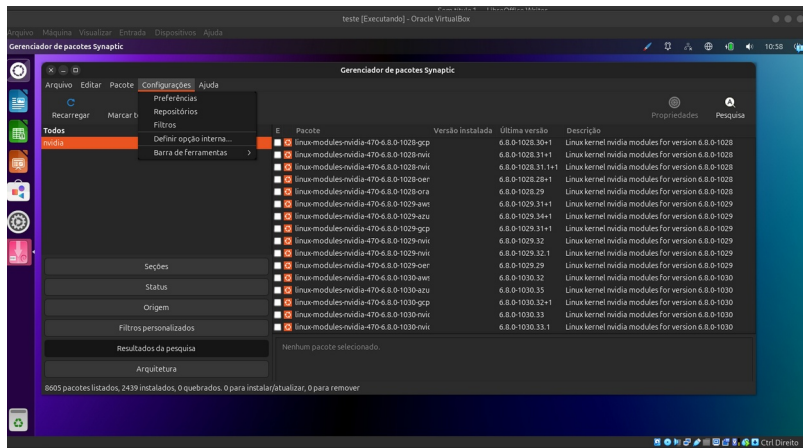 teste [Executando] - Oracle VirtualBox
Arquivo Máquina Visualizar Entrada Dispositivos Ajuda
Gerenciador de pacotes Synaptic
10:58
Gerenciador de pacotes Synaptic
Arquivo Editar Pacote Configurações Ajuda
Preferências
Repositórios
Filtros
Definir opção interna...
Barra de ferramentas
Recarregar Marcar t Propriedades Pesquisa
Todos
nvidia
E Pacote Versão instalada Última versão Descrição
linux-modules-nvidia-470-6.8.0-1028-gcp 6.8.0-1028.30+1 Linux kernel nvidia modules for version 6.8.0-1028
linux-modules-nvidia-470-6.8.0-1028-nvic 6.8.0-1028.31+1 Linux kernel nvidia modules for version 6.8.0-1028
linux-modules-nvidia-470-6.8.0-1028-nvic 6.8.0-1028.31.1+1 Linux kernel nvidia modules for version 6.8.0-1028
linux-modules-nvidia-470-6.8.0-1028-oer 6.8.0-1028.28+1 Linux kernel nvidia modules for version 6.8.0-1028
linux-modules-nvidia-470-6.8.0-1028-ora 6.8.0-1028.29 Linux kernel nvidia modules for version 6.8.0-1028
linux-modules-nvidia-470-6.8.0-1029-aws 6.8.0-1029.31+1 Linux kernel nvidia modules for version 6.8.0-1029
linux-modules-nvidia-470-6.8.0-1029-azu 6.8.0-1029.34+1 Linux kernel nvidia modules for version 6.8.0-1029
linux-modules-nvidia-470-6.8.0-1029-gcp 6.8.0-1029.31+1 Linux kernel nvidia modules for version 6.8.0-1029
linux-modules-nvidia-470-6.8.0-1029-nvic 6.8.0-1029.32 Linux kernel nvidia modules for version 6.8.0-1029
linux-modules-nvidia-470-6.8.0-1029-nvic 6.8.0-1029.32.1 Linux kernel nvidia modules for version 6.8.0-1029
linux-modules-nvidia-470-6.8.0-1029-oer 6.8.0-1029.29 Linux kernel nvidia modules for version 6.8.0-1029
linux-modules-nvidia-470-6.8.0-1030-aws 6.8.0-1030.32 Linux kernel nvidia modules for version 6.8.0-1030
linux-modules-nvidia-470-6.8.0-1030-azu 6.8.0-1030.35 Linux kernel nvidia modules for version 6.8.0-1030
linux-modules-nvidia-470-6.8.0-1030-gcp 6.8.0-1030.32+1 Linux kernel nvidia modules for version 6.8.0-1030
linux-modules-nvidia-470-6.8.0-1030-nvic 6.8.0-1030.33 Linux kernel nvidia modules for version 6.8.0-1030
linux-modules-nvidia-470-6.8.0-1030-nvic 6.8.0-1030.33.1 Linux kernel nvidia modules for version 6.8.0-1030
Seções
Status
Origem
Filtros personalizados
Resultados da pesquisa
Arquitetura
Nenhum pacote selecionado.
8605 pacotes listados, 2439 instalados, 0 quebrados. 0 para instalar/atualizar, 0 para remover
Ctrl Direito